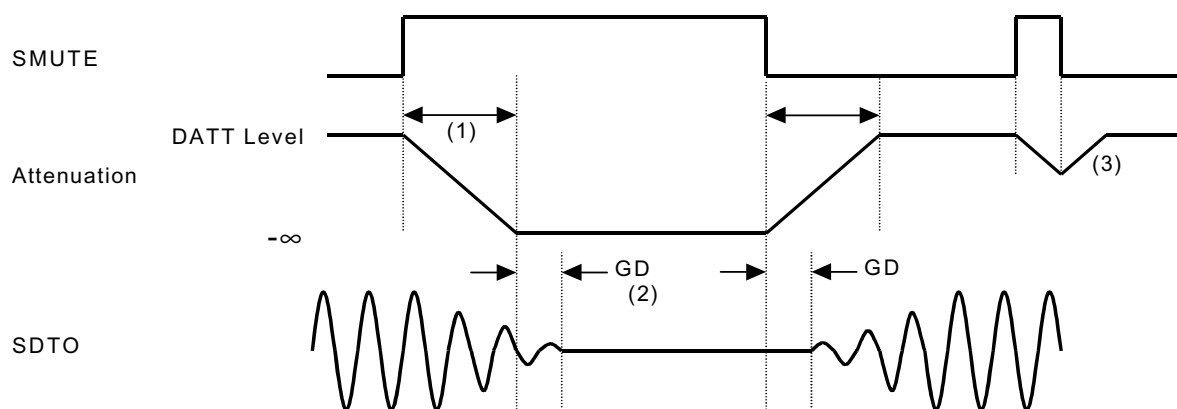 SMUTE
(1)
DATT Level
Attenuation
(3)
-∞
GD
GD
(2)
SDTO